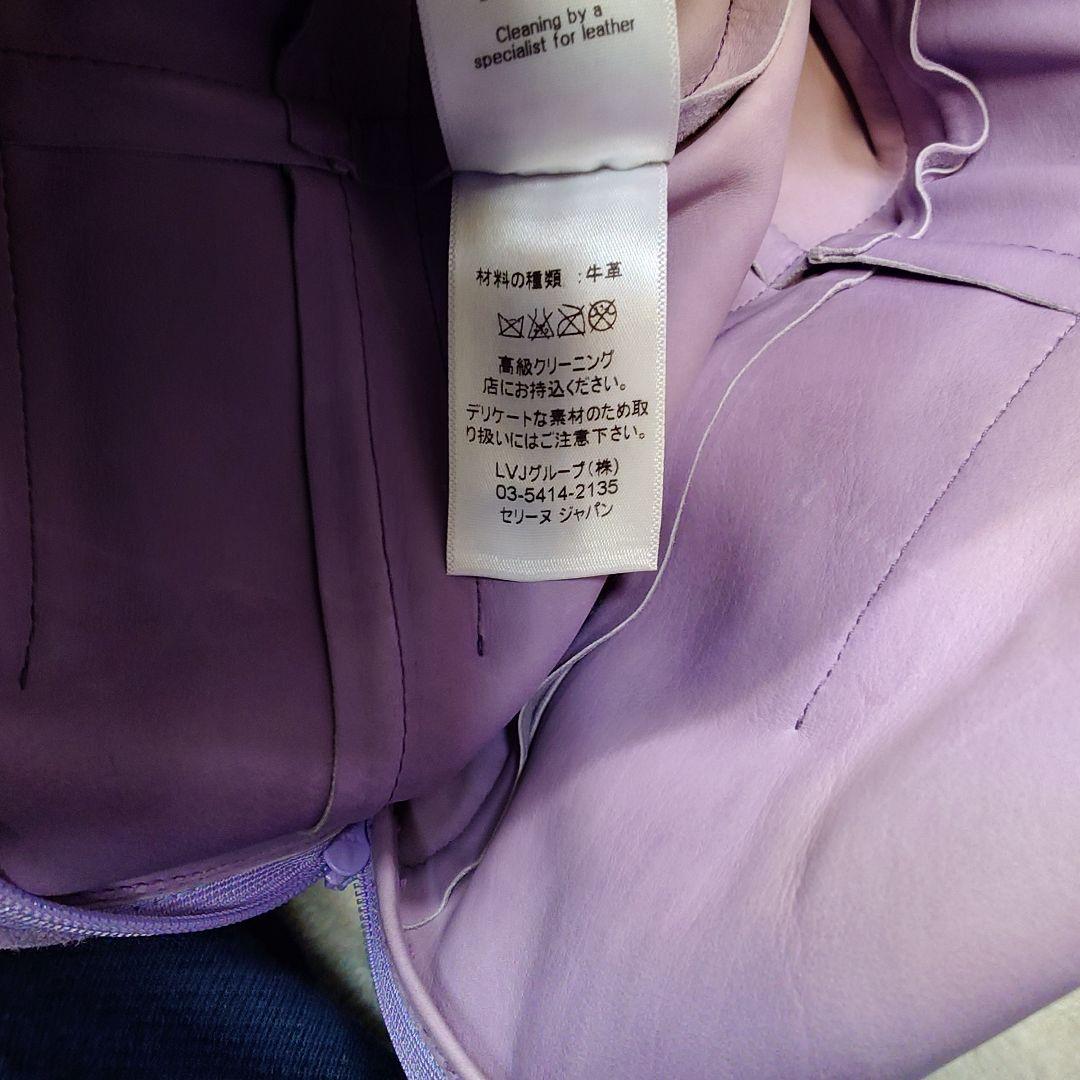 Cleaning by a
specialist for leather
材料の種類 :牛革
高級クリーニング
店にお持込ください。
デリケートな素材のため取
り扱いにはご注意下さい。
LVJグループ(株)
03-5414-2135
セリーヌ ジャパン